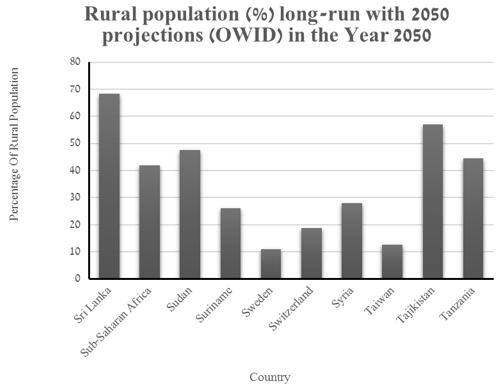 Rural population (%) long-run with 2050
projections (OWID) in the Year 2050
Percentage Of Rural Population
80
70
60
50
40
30
20
10
0
Sri Lanka
Sub-Saharan Africa
Sudan
Suriname
Sweden
Switzerland
Syria
Taiwan
Tajikistan
Tanzania
Country